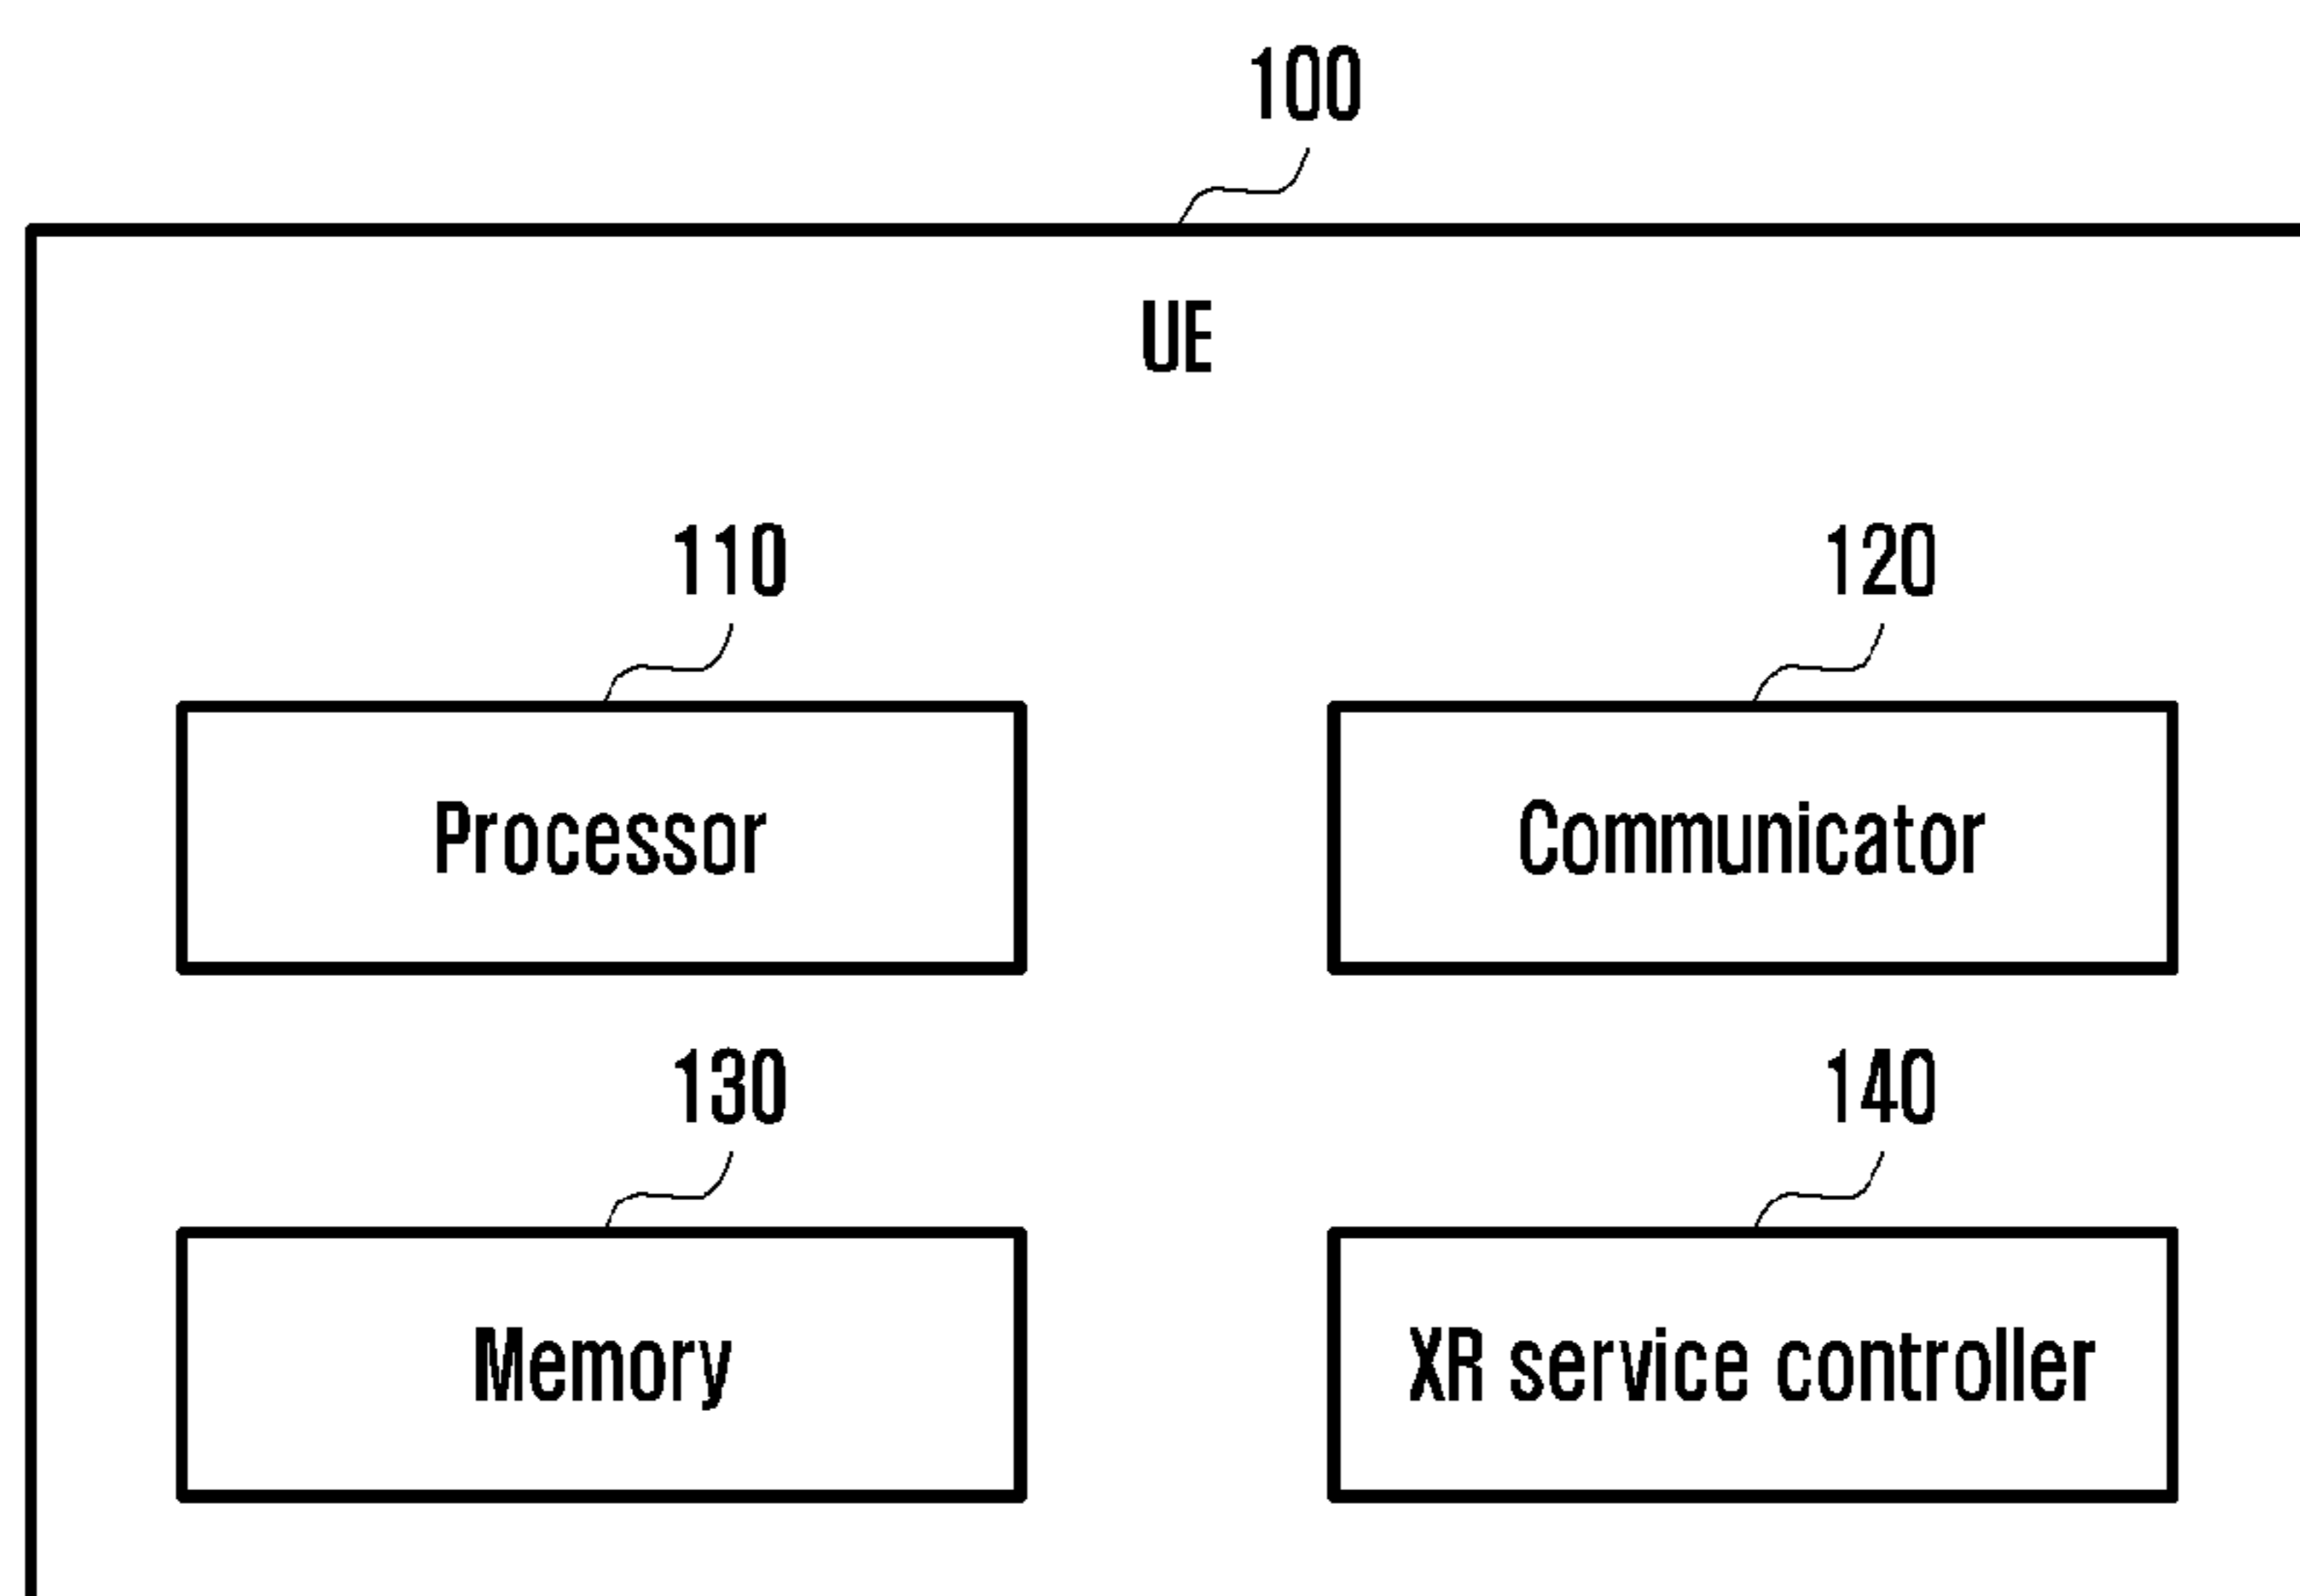 100
UE
110
120
Processor
Communicator
130
140
Memory
XR service controller